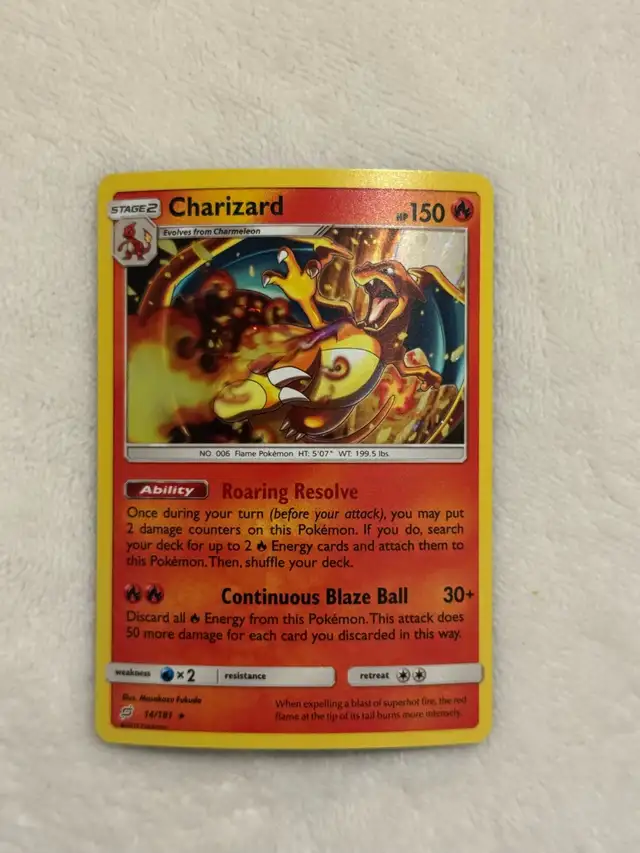 STAGE 2 Charizard HP 150
Evolves from Charmeleon
NO. 006 Flame Pokémon HT: 5'07" WT: 199.5 lbs.
Ability Roaring Resolve
Once during your turn (before your attack), you may put
2 damage counters on this Pokémon. If you do, search
your deck for up to 2 Energy cards and attach them to
this Pokémon. Then, shuffle your deck.
Continuous Blaze Ball 30+
Discard all Energy from this Pokémon. This attack does
50 more damage for each card you discarded in this way.
weakness × 2 resistance retreat
Illus. Masakazu Fukuda
When expelling a blast of superhot fire, the red
14/181 ★ flame at the tip of its tail burns more intensely.